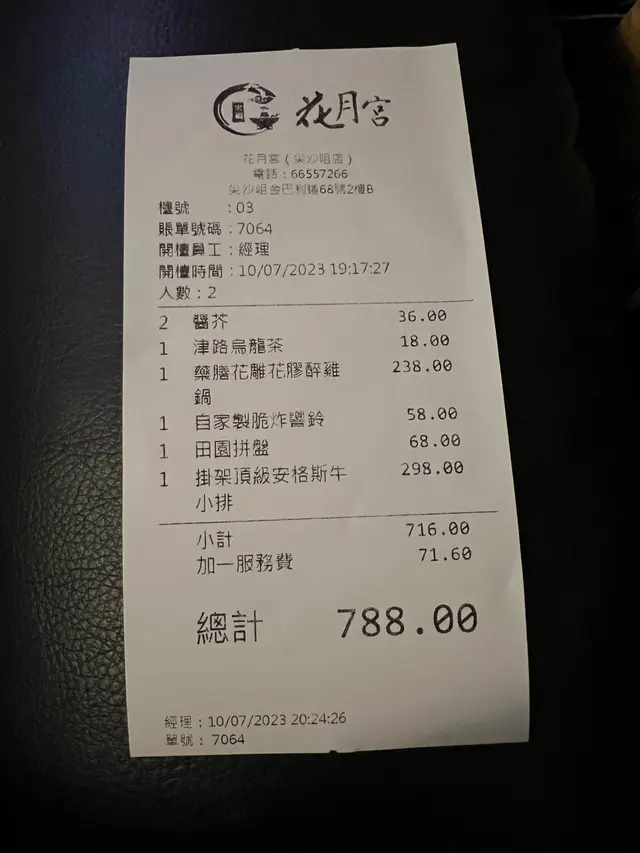 花月宮
花月宮(尖沙咀店)
電話:66557266
尖沙咀金巴利道68號2樓B
檯號 :03
賬單號碼:7064
開檯員工:經理
開檯時間:10/07/2023 19:17:27
人數:2
2 醬芥 36.00
1 津路烏龍茶 18.00
1 藥膳花雕花膠醉雞 238.00
鍋
1 自家製脆炸響鈴 58.00
1 田園拼盤 68.00
1 掛架頂級安格斯牛 298.00
小排
小計 716.00
加一服務費 71.60
總計 788.00
經理:10/07/2023 20:24:26
單號: 7064